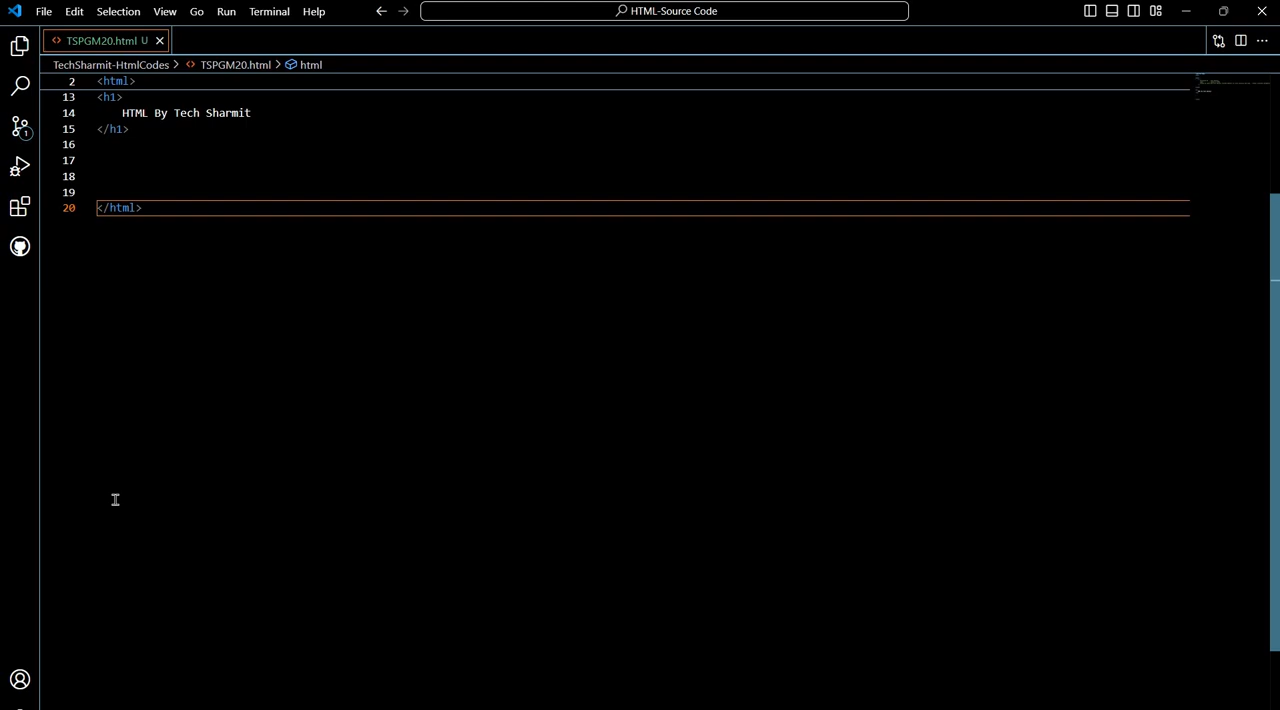 File Edit Selection View Go Run Terminal Help HTML-Source Code
TSPGM20.html U
TechSharmit-HtmlCodes > TSPGM20.html > html
2 <html>
13 <h1>
14 HTML By Tech Sharmit
15 </h1>
16
17
18
19
20 </html>
1